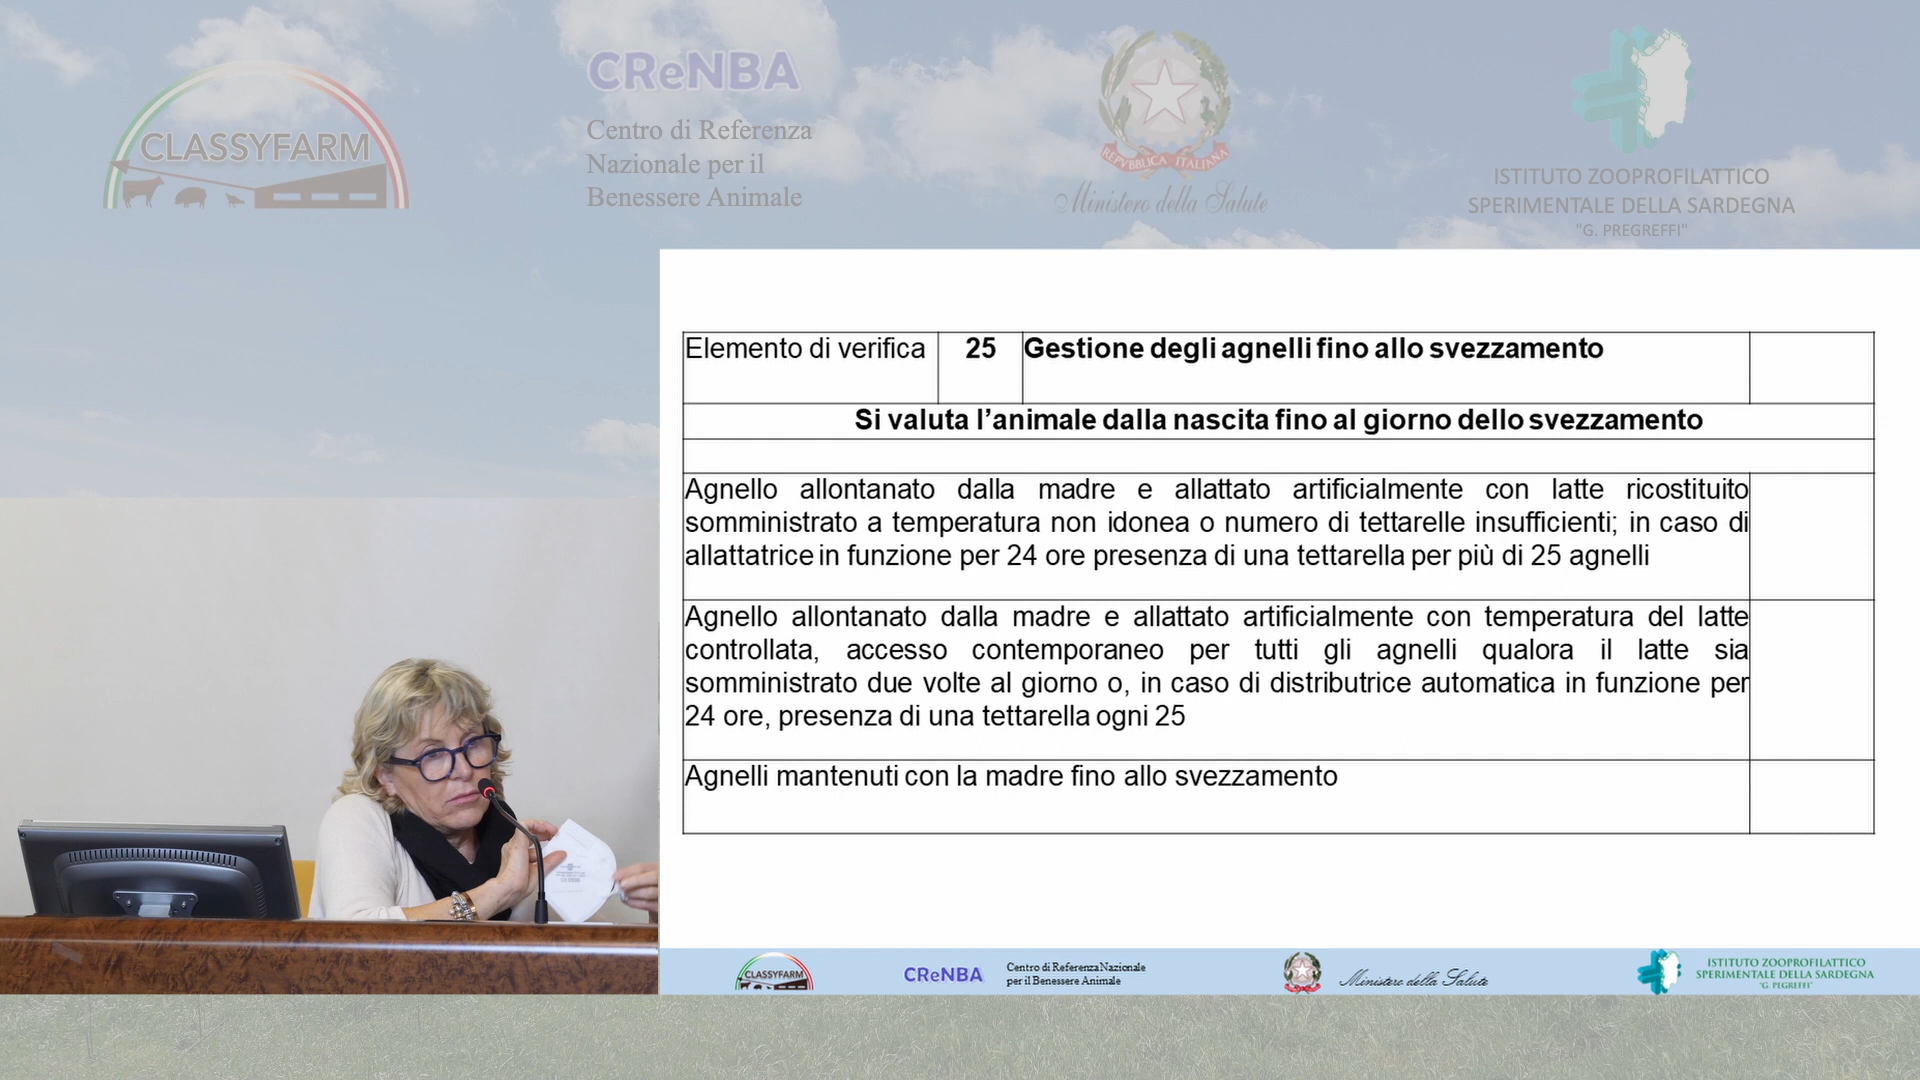 CLASSYFARM
CReNBA
Centro di Referenza
Nazionale per il
Benessere Animale
REPVBBLICA ITALIANA
Ministero della Salute
ISTITUTO ZOOPROFILATTICO
SPERIMENTALE DELLA SARDEGNA
"G. PREGREFFI"
Elemento di verifica 25 Gestione degli agnelli fino allo svezzamento
Si valuta l’animale dalla nascita fino al giorno dello svezzamento
Agnello allontanato dalla madre e allattato artificialmente con latte ricostituito
somministrato a temperatura non idonea o numero di tettarelle insufficienti; in caso di
allattatrice in funzione per 24 ore presenza di una tettarella per più di 25 agnelli
Agnello allontanato dalla madre e allattato artificialmente con temperatura del latte
controllata, accesso contemporaneo per tutti gli agnelli qualora il latte sia
somministrato due volte al giorno o, in caso di distributrice automatica in funzione per
24 ore, presenza di una tettarella ogni 25
Agnelli mantenuti con la madre fino allo svezzamento
CLASSYFARM
CReNBA
Centro di Referenza Nazionale
per il Benessere Animale
Ministero della Salute
ISTITUTO ZOOPROFILATTICO
SPERIMENTALE DELLA SARDEGNA
"G. PEGREFFI"